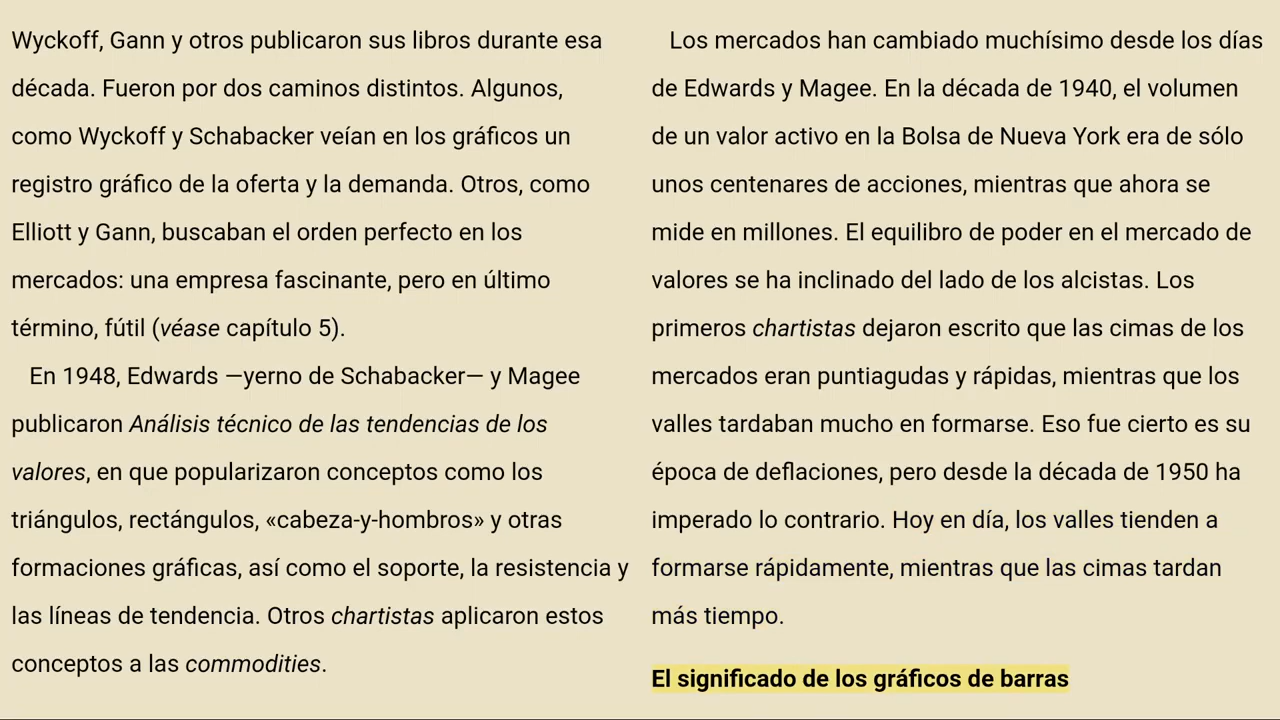 Wyckoff, Gann y otros publicaron sus libros durante esa
década. Fueron por dos caminos distintos. Algunos,
como Wyckoff y Schabacker veían en los gráficos un
registro gráfico de la oferta y la demanda. Otros, como
Elliott y Gann, buscaban el orden perfecto en los
mercados: una empresa fascinante, pero en último
término, fútil (véase capítulo 5).
En 1948, Edwards —yerno de Schabacker— y Magee
publicaron Análisis técnico de las tendencias de los
valores, en que popularizaron conceptos como los
triángulos, rectángulos, «cabeza-y-hombros» y otras
formaciones gráficas, así como el soporte, la resistencia y
las líneas de tendencia. Otros chartistas aplicaron estos
conceptos a las commodities.
Los mercados han cambiado muchísimo desde los días
de Edwards y Magee. En la década de 1940, el volumen
de un valor activo en la Bolsa de Nueva York era de sólo
unos centenares de acciones, mientras que ahora se
mide en millones. El equilibro de poder en el mercado de
valores se ha inclinado del lado de los alcistas. Los
primeros chartistas dejaron escrito que las cimas de los
mercados eran puntiagudas y rápidas, mientras que los
valles tardaban mucho en formarse. Eso fue cierto es su
época de deflaciones, pero desde la década de 1950 ha
imperado lo contrario. Hoy en día, los valles tienden a
formarse rápidamente, mientras que las cimas tardan
más tiempo.
El significado de los gráficos de barras